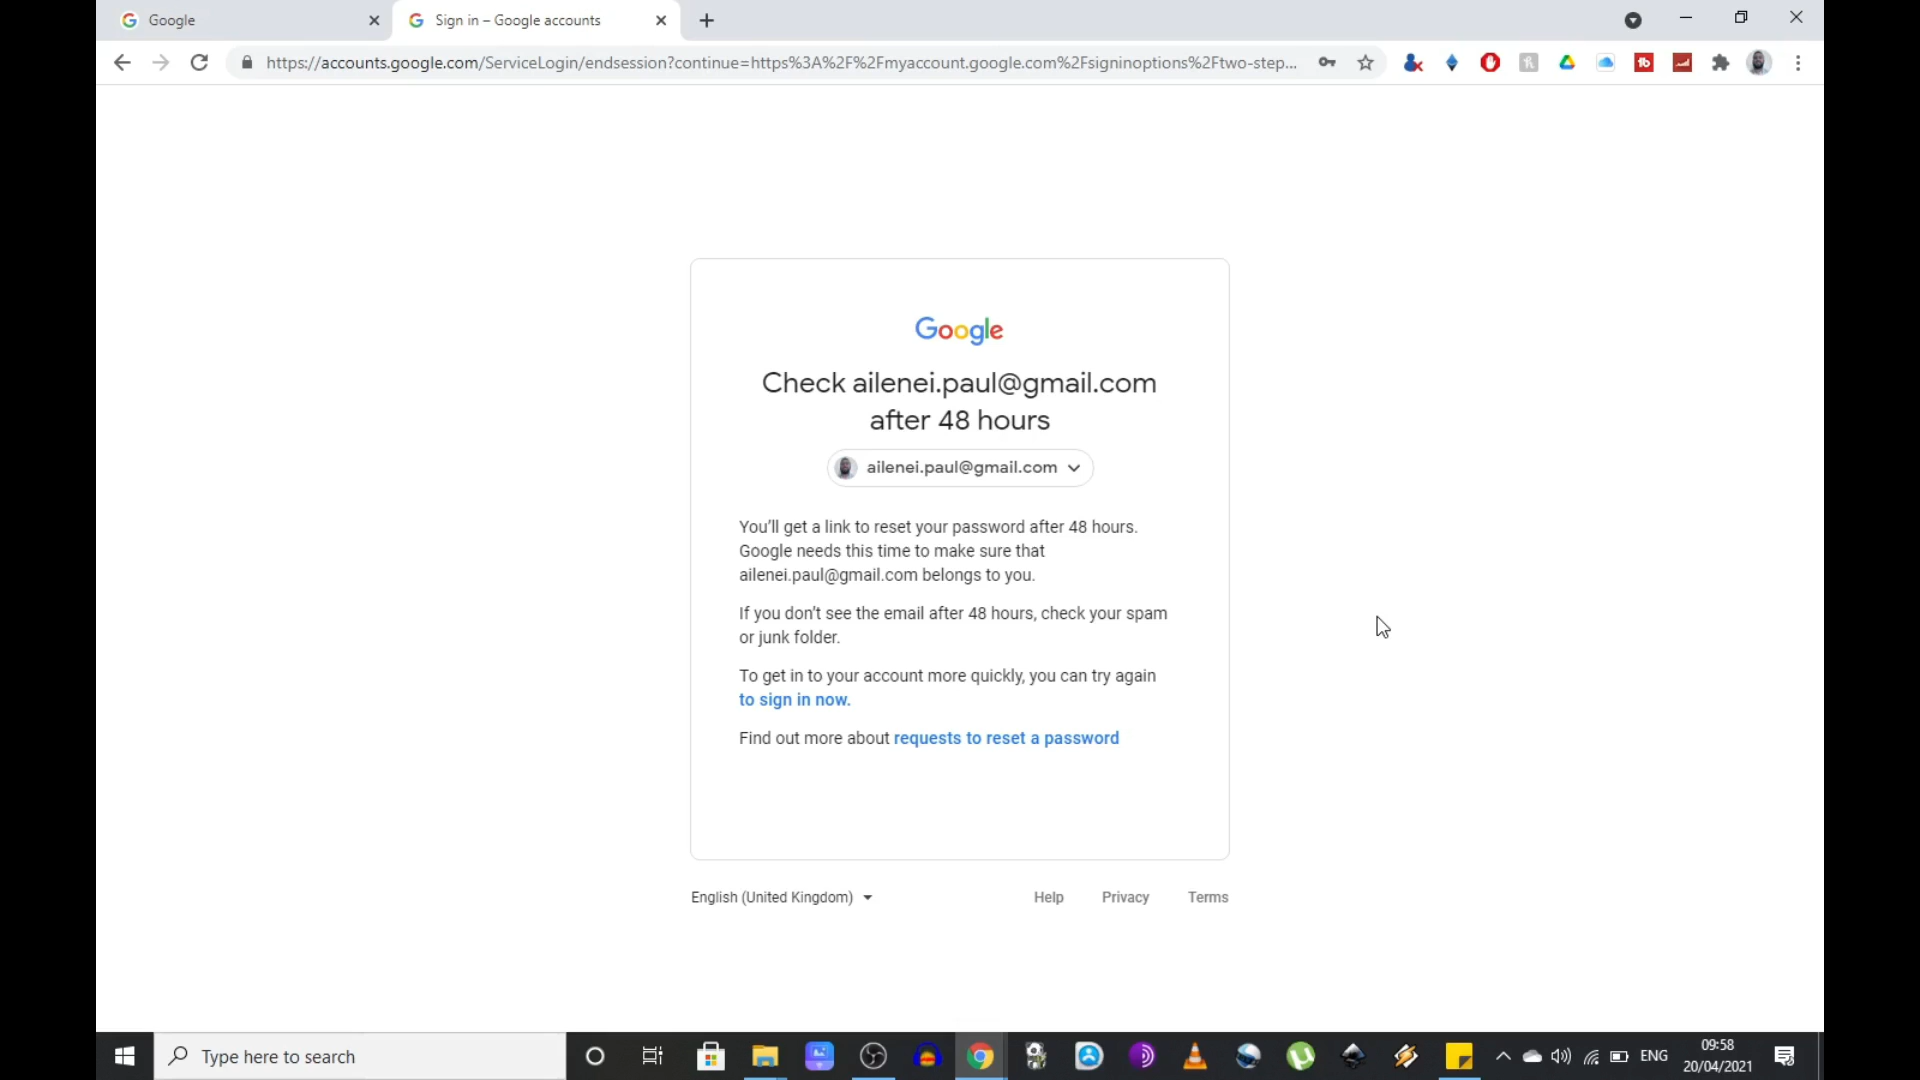 Google
Sign in – Google accounts
https://accounts.google.com/ServiceLogin/endsession?continue=https%3A%2F%2Fmyaccount.google.com%2Fsigninoptions%2Ftwo-step...
Google
Check ailenei.paul@gmail.com
after 48 hours
ailenei.paul@gmail.com
You’ll get a link to reset your password after 48 hours.
Google needs this time to make sure that
ailenei.paul@gmail.com belongs to you.
If you don’t see the email after 48 hours, check your spam
or junk folder.
To get in to your account more quickly, you can try again
to sign in now.
Find out more about requests to reset a password
English (United Kingdom)
Help
Privacy
Terms
Type here to search
ENG
09:58
20/04/2021